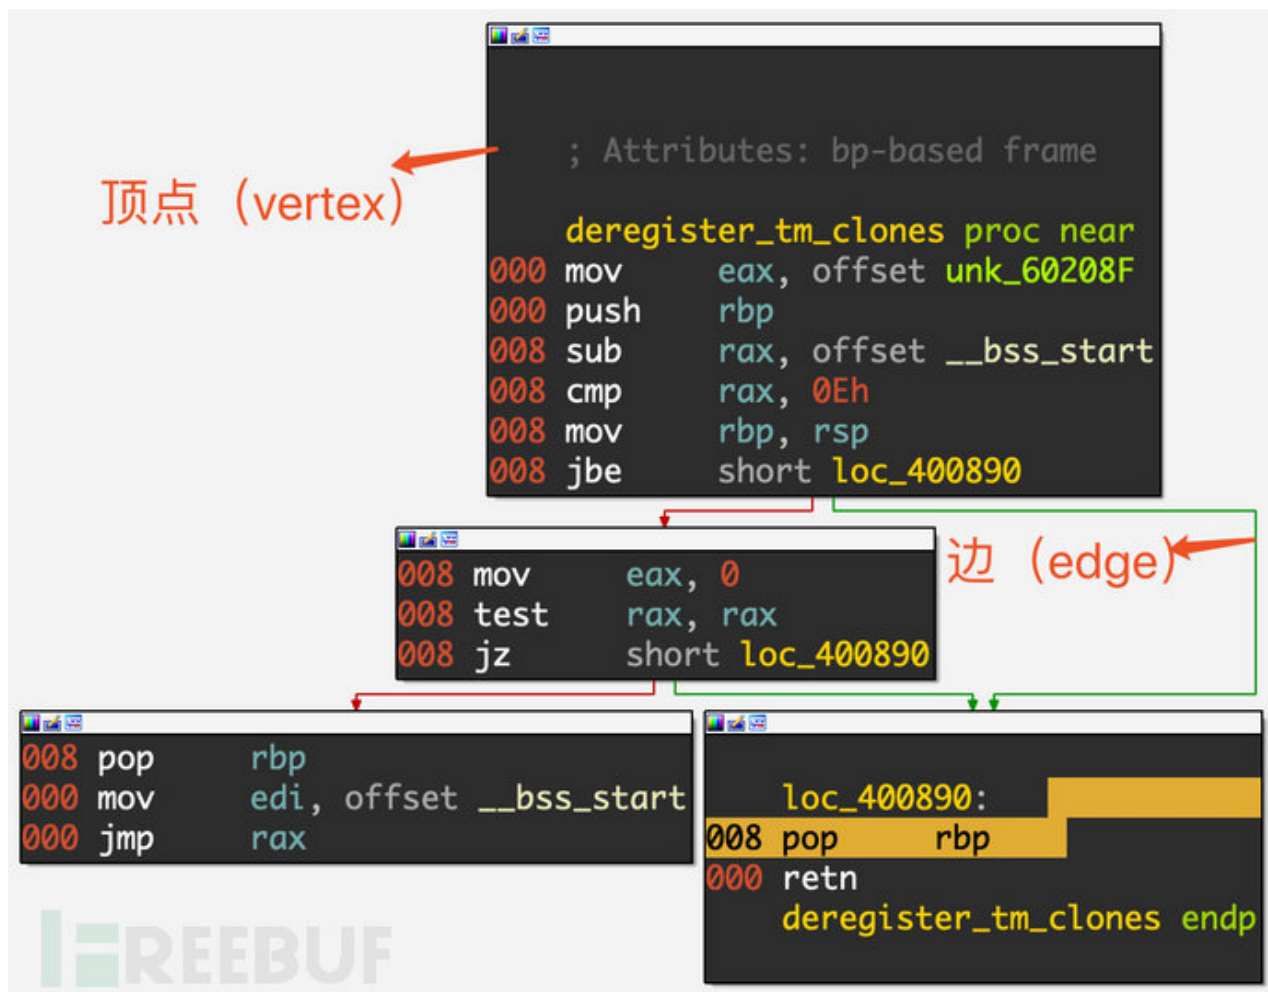 ; Attributes: bp-based frame
顶点（vertex）
deregister_tm_clones proc near
000 mov eax, offset unk_60208F
000 push rbp
008 sub rax, offset __bss_start
008 cmp rax, 0Eh
008 mov rbp, rsp
008 jbe short loc_400890
边（edge）
008 mov eax, 0
008 test rax, rax
008 jz short loc_400890
008 pop rbp
000 mov edi, offset __bss_start
000 jmp rax
loc_400890:
008 pop rbp
000 retn
deregister_tm_clones endp
FREEBUF